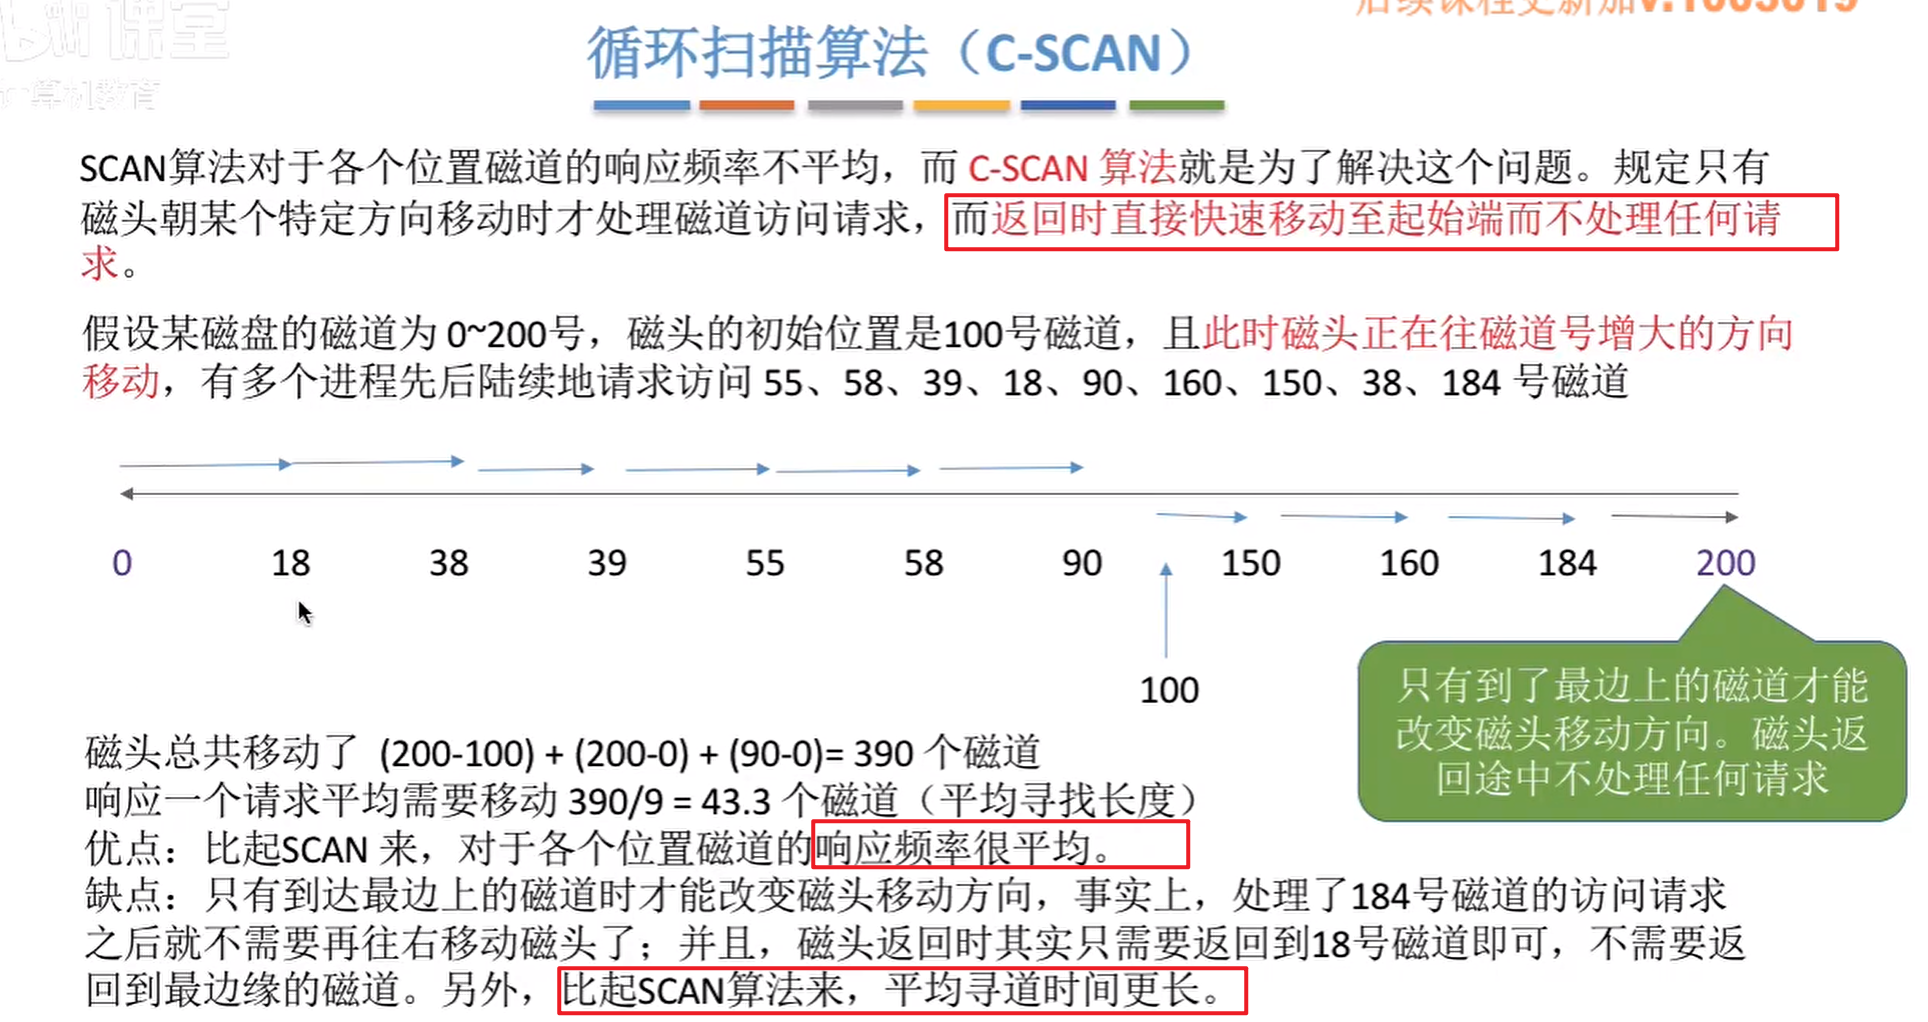 课堂
计算机教育
循环扫描算法（C-SCAN）
SCAN算法对于各个位置磁道的响应频率不平均，而 C-SCAN 算法就是为了解决这个问题。规定只有
磁头朝某个特定方向移动时才处理磁道访问请求，而返回时直接快速移动至起始端而不处理任何请
求。
假设某磁盘的磁道为 0~200号，磁头的初始位置是100号磁道，且此时磁头正在往磁道号增大的方向
移动，有多个进程先后陆续地请求访问 55、58、39、18、90、160、150、38、184 号磁道
0 18 38 39 55 58 90 150 160 184 200
100
只有到了最边上的磁道才能
改变磁头移动方向。磁头返
回途中不处理任何请求
磁头总共移动了 (200-100) + (200-0) + (90-0)= 390 个磁道
响应一个请求平均需要移动 390/9 = 43.3 个磁道（平均寻找长度）
优点：比起SCAN 来，对于各个位置磁道的响应频率很平均。
缺点：只有到达最边上的磁道时才能改变磁头移动方向，事实上，处理了184号磁道的访问请求
之后就不需要再往右移动磁头了；并且，磁头返回时其实只需要返回到18号磁道即可，不需要返
回到最边缘的磁道。另外，比起SCAN算法来，平均寻道时间更长。